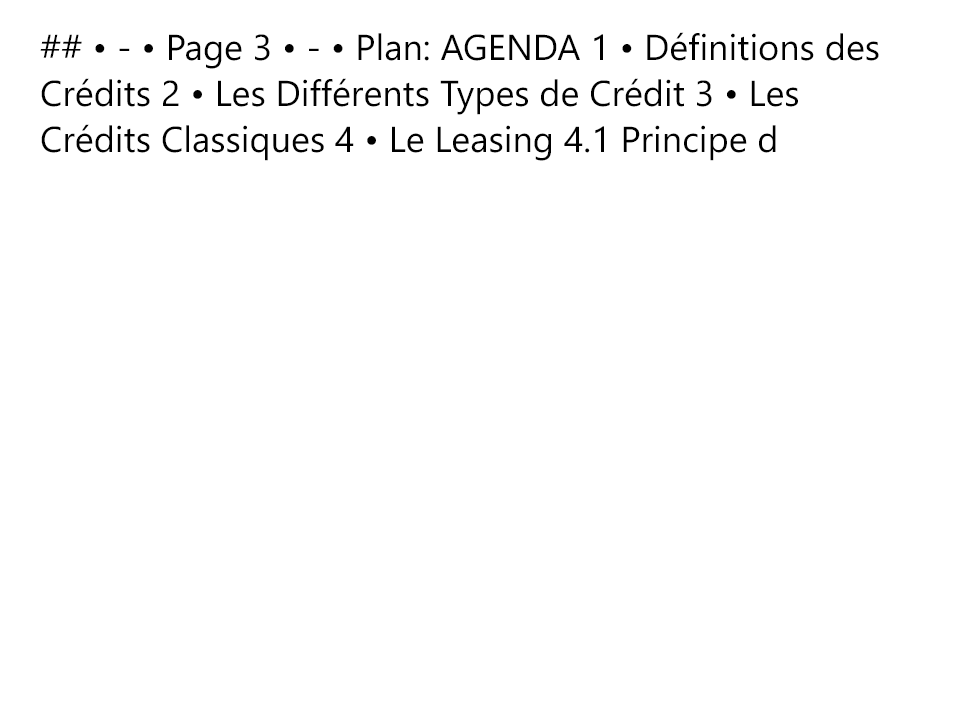 ## • - • Page 3 • - • Plan: AGENDA 1 • Définitions des
Crédits 2 • Les Différents Types de Crédit 3 • Les
Crédits Classiques 4 • Le Leasing 4.1 Principe d